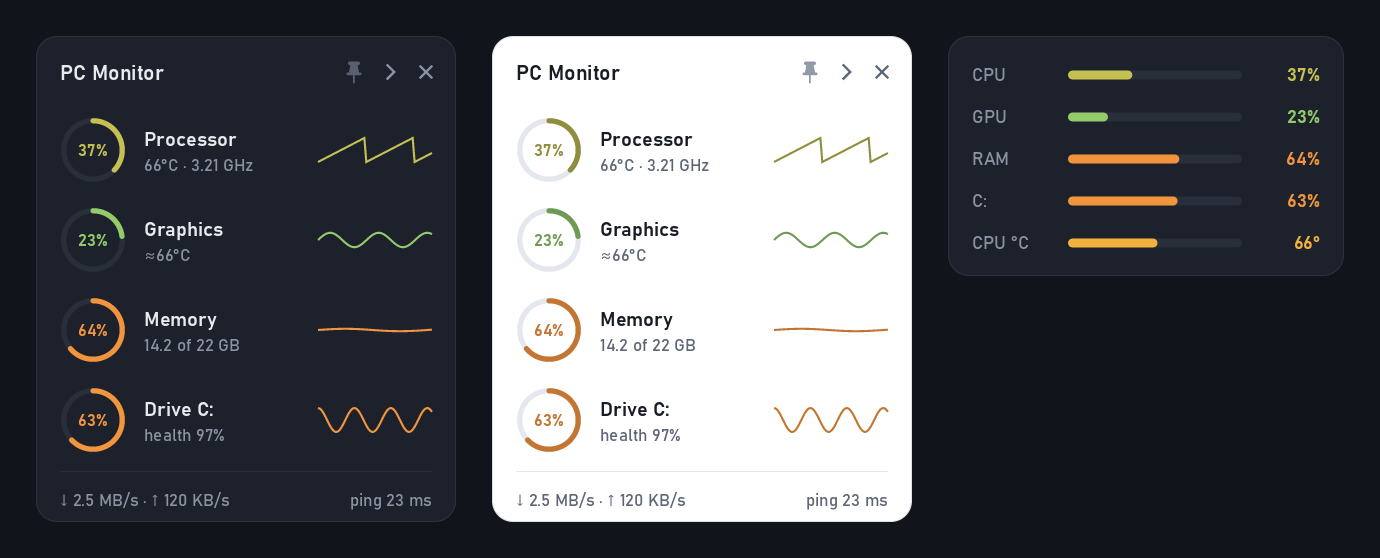 PC Monitor
37%
Processor
66°C · 3.21 GHz
23%
Graphics
≈66°C
64%
Memory
14.2 of 22 GB
63%
Drive C:
health 97%
↓ 2.5 MB/s · ↑ 120 KB/s
ping 23 ms
PC Monitor
37%
Processor
66°C · 3.21 GHz
23%
Graphics
≈66°C
64%
Memory
14.2 of 22 GB
63%
Drive C:
health 97%
↓ 2.5 MB/s · ↑ 120 KB/s
ping 23 ms
CPU 37%
GPU 23%
RAM 64%
C: 63%
CPU °C 66°